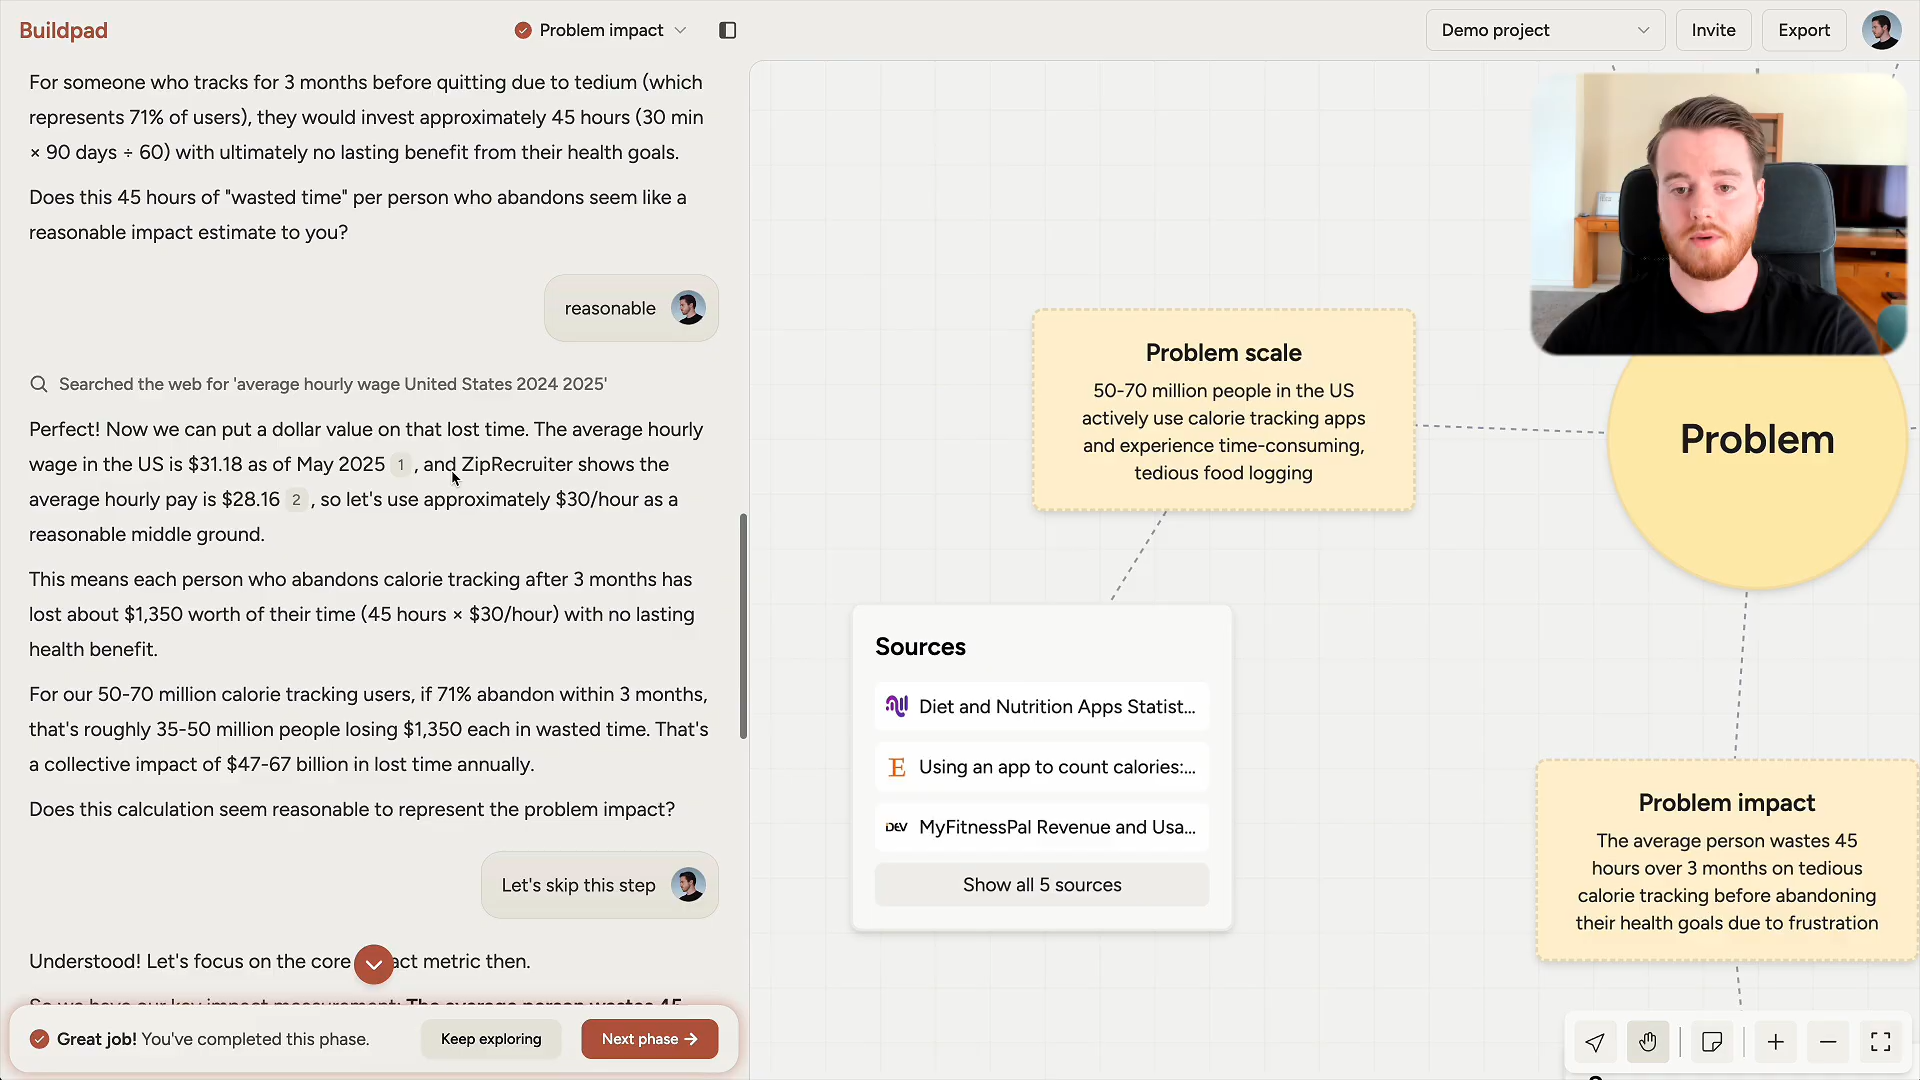 Buildpad
Problem impact
Demo project
Invite
Export
For someone who tracks for 3 months before quitting due to tedium (which
represents 71% of users), they would invest approximately 45 hours (30 min
× 90 days ÷ 60) with ultimately no lasting benefit from their health goals.
Does this 45 hours of "wasted time" per person who abandons seem like a
reasonable impact estimate to you?
reasonable
Searched the web for 'average hourly wage United States 2024 2025'
Perfect! Now we can put a dollar value on that lost time. The average hourly
wage in the US is $31.18 as of May 2025 1 , and ZipRecruiter shows the
average hourly pay is $28.16 2 , so let's use approximately $30/hour as a
reasonable middle ground.
This means each person who abandons calorie tracking after 3 months has
lost about $1,350 worth of their time (45 hours × $30/hour) with no lasting
health benefit.
For our 50-70 million calorie tracking users, if 71% abandon within 3 months,
that's roughly 35-50 million people losing $1,350 each in wasted time. That's
a collective impact of $47-67 billion in lost time annually.
Does this calculation seem reasonable to represent the problem impact?
Let's skip this step
Understood! Let's focus on the core act metric then.
So we have our key impact measurement: The average person wastes 45
Great job! You've completed this phase.
Keep exploring
Next phase →
Problem scale
50-70 million people in the US
actively use calorie tracking apps
and experience time-consuming,
tedious food logging
Problem
Sources
Diet and Nutrition Apps Statist...
E
Using an app to count calories:...
DEV
MyFitnessPal Revenue and Usa...
Show all 5 sources
Problem impact
The average person wastes 45
hours over 3 months on tedious
calorie tracking before abandoning
their health goals due to frustration